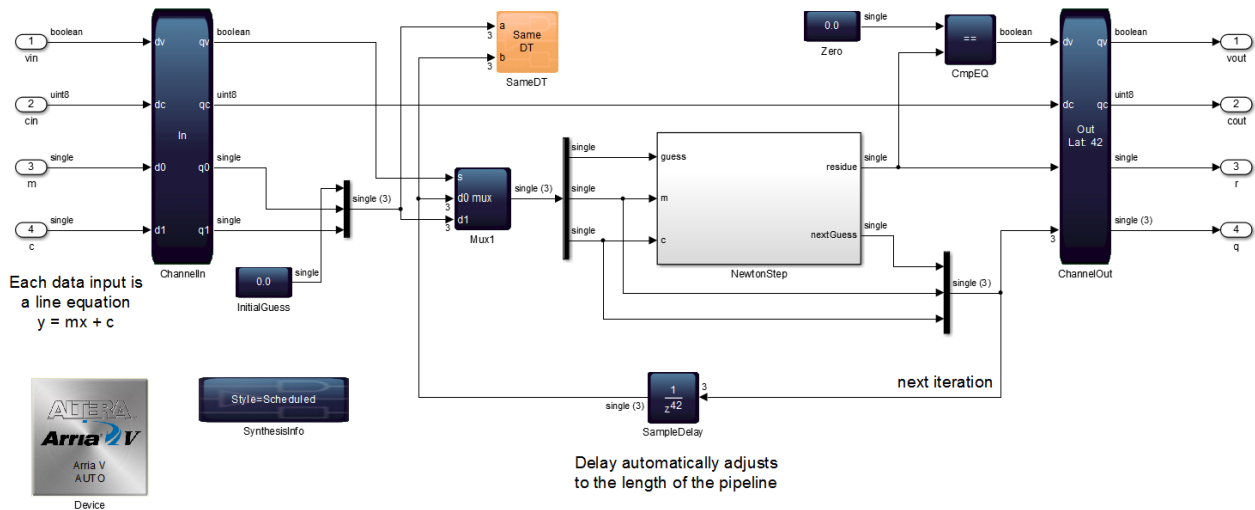 boolean
1
vin
uint8
2
cin
single
3
m
single
4
c
dv
qv
dc
qc
In
d0
q0
d1
q1
ChannelIn
boolean
uint8
single
single
single (3)
single
0.0
InitialGuess
Each data input is
a line equation
y = mx + c
a
3
b
3
Same
DT
SameDT
s
d0 mux
3
d1
3
Mux1
single (3)
single
single
single
guess
m
c
residue
nextGuess
NewtonStep
single
single
single (3)
0.0
Zero
single
==
CmpEQ
boolean
dv
qv
dc
qc
Out
Lat: 42
3
ChannelOut
boolean
1
vout
uint8
2
cout
single
3
r
single (3)
4
q
next iteration
3
1
z42
single (3)
SampleDelay
Delay automatically adjusts
to the length of the pipeline
ALTERA
Arria V
Arria V
AUTO
Device
Style=Scheduled
SynthesisInfo